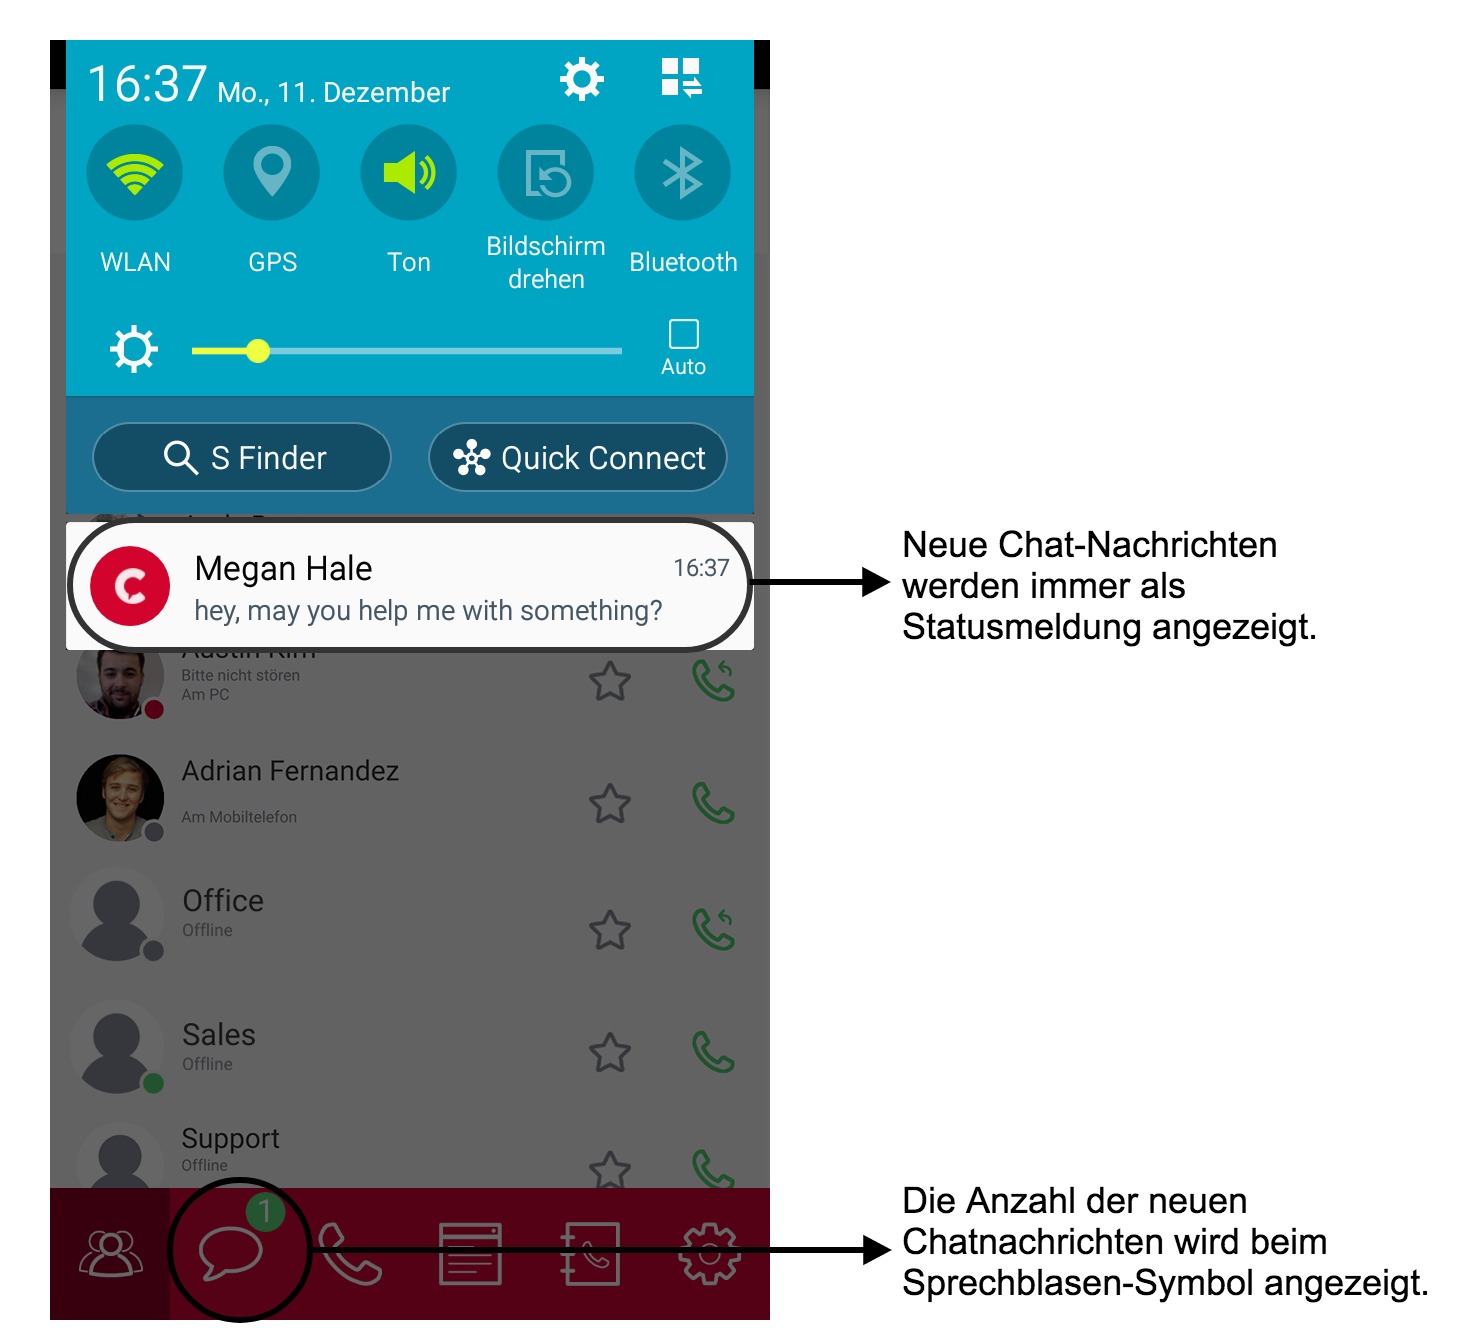 16:37 Mo., 11. Dezember
WLAN
GPS
Ton
Bildschirm
drehen
Bluetooth
Auto
S Finder
Quick Connect
Megan Hale
16:37
hey, may you help me with something?
Neue Chat-Nachrichten
werden immer als
Statusmeldung angezeigt.
Austin Kim
Bitte nicht stören
Am PC
Adrian Fernandez
Am Mobiltelefon
Office
Offline
Sales
Offline
Support
Offline
1
Die Anzahl der neuen
Chatnachrichten wird beim
Sprechblasen-Symbol angezeigt.